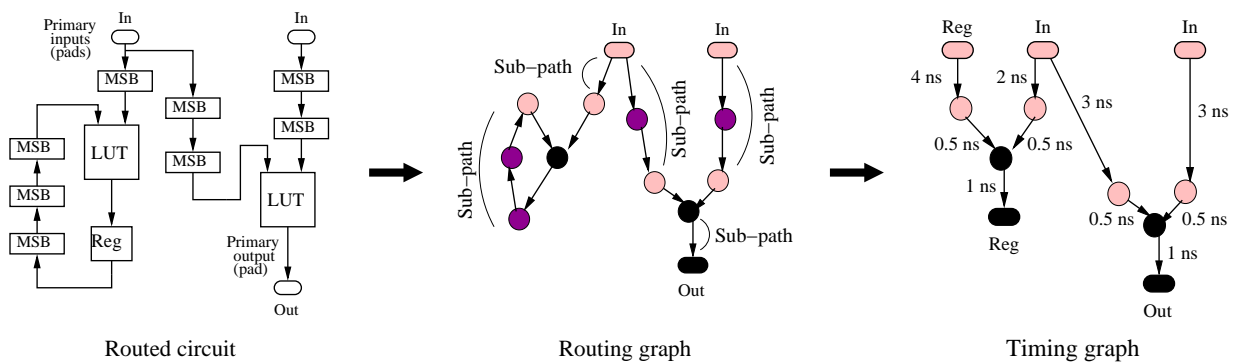 In
Primary
inputs
(pads)
MSB
MSB
LUT
MSB
MSB
MSB
Reg
In
MSB
MSB
MSB
LUT
Primary
output
(pad)
Out
Routed circuit
In
In
Sub-path
Sub-path
Sub-path
Sub-path
Sub-path
Out
Routing graph
Reg
In
In
4 ns
2 ns
3 ns
3 ns
0.5 ns
0.5 ns
1 ns
Reg
0.5 ns
0.5 ns
1 ns
Out
Timing graph